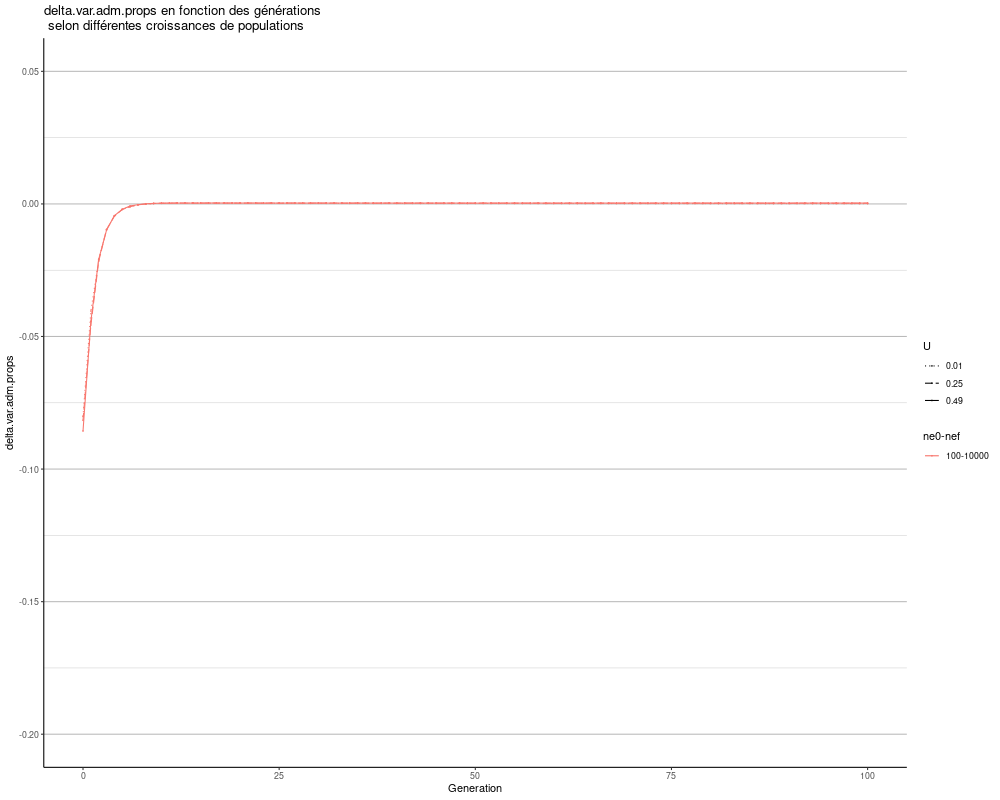 delta.var.adm.props en fonction des générations
selon différentes croissances de populations
delta.var.adm.props
0.05
0.00
-0.05
-0.10
-0.15
-0.20
0
25
50
75
100
Generation
U
0.01
0.25
0.49
ne0-nef
100-10000